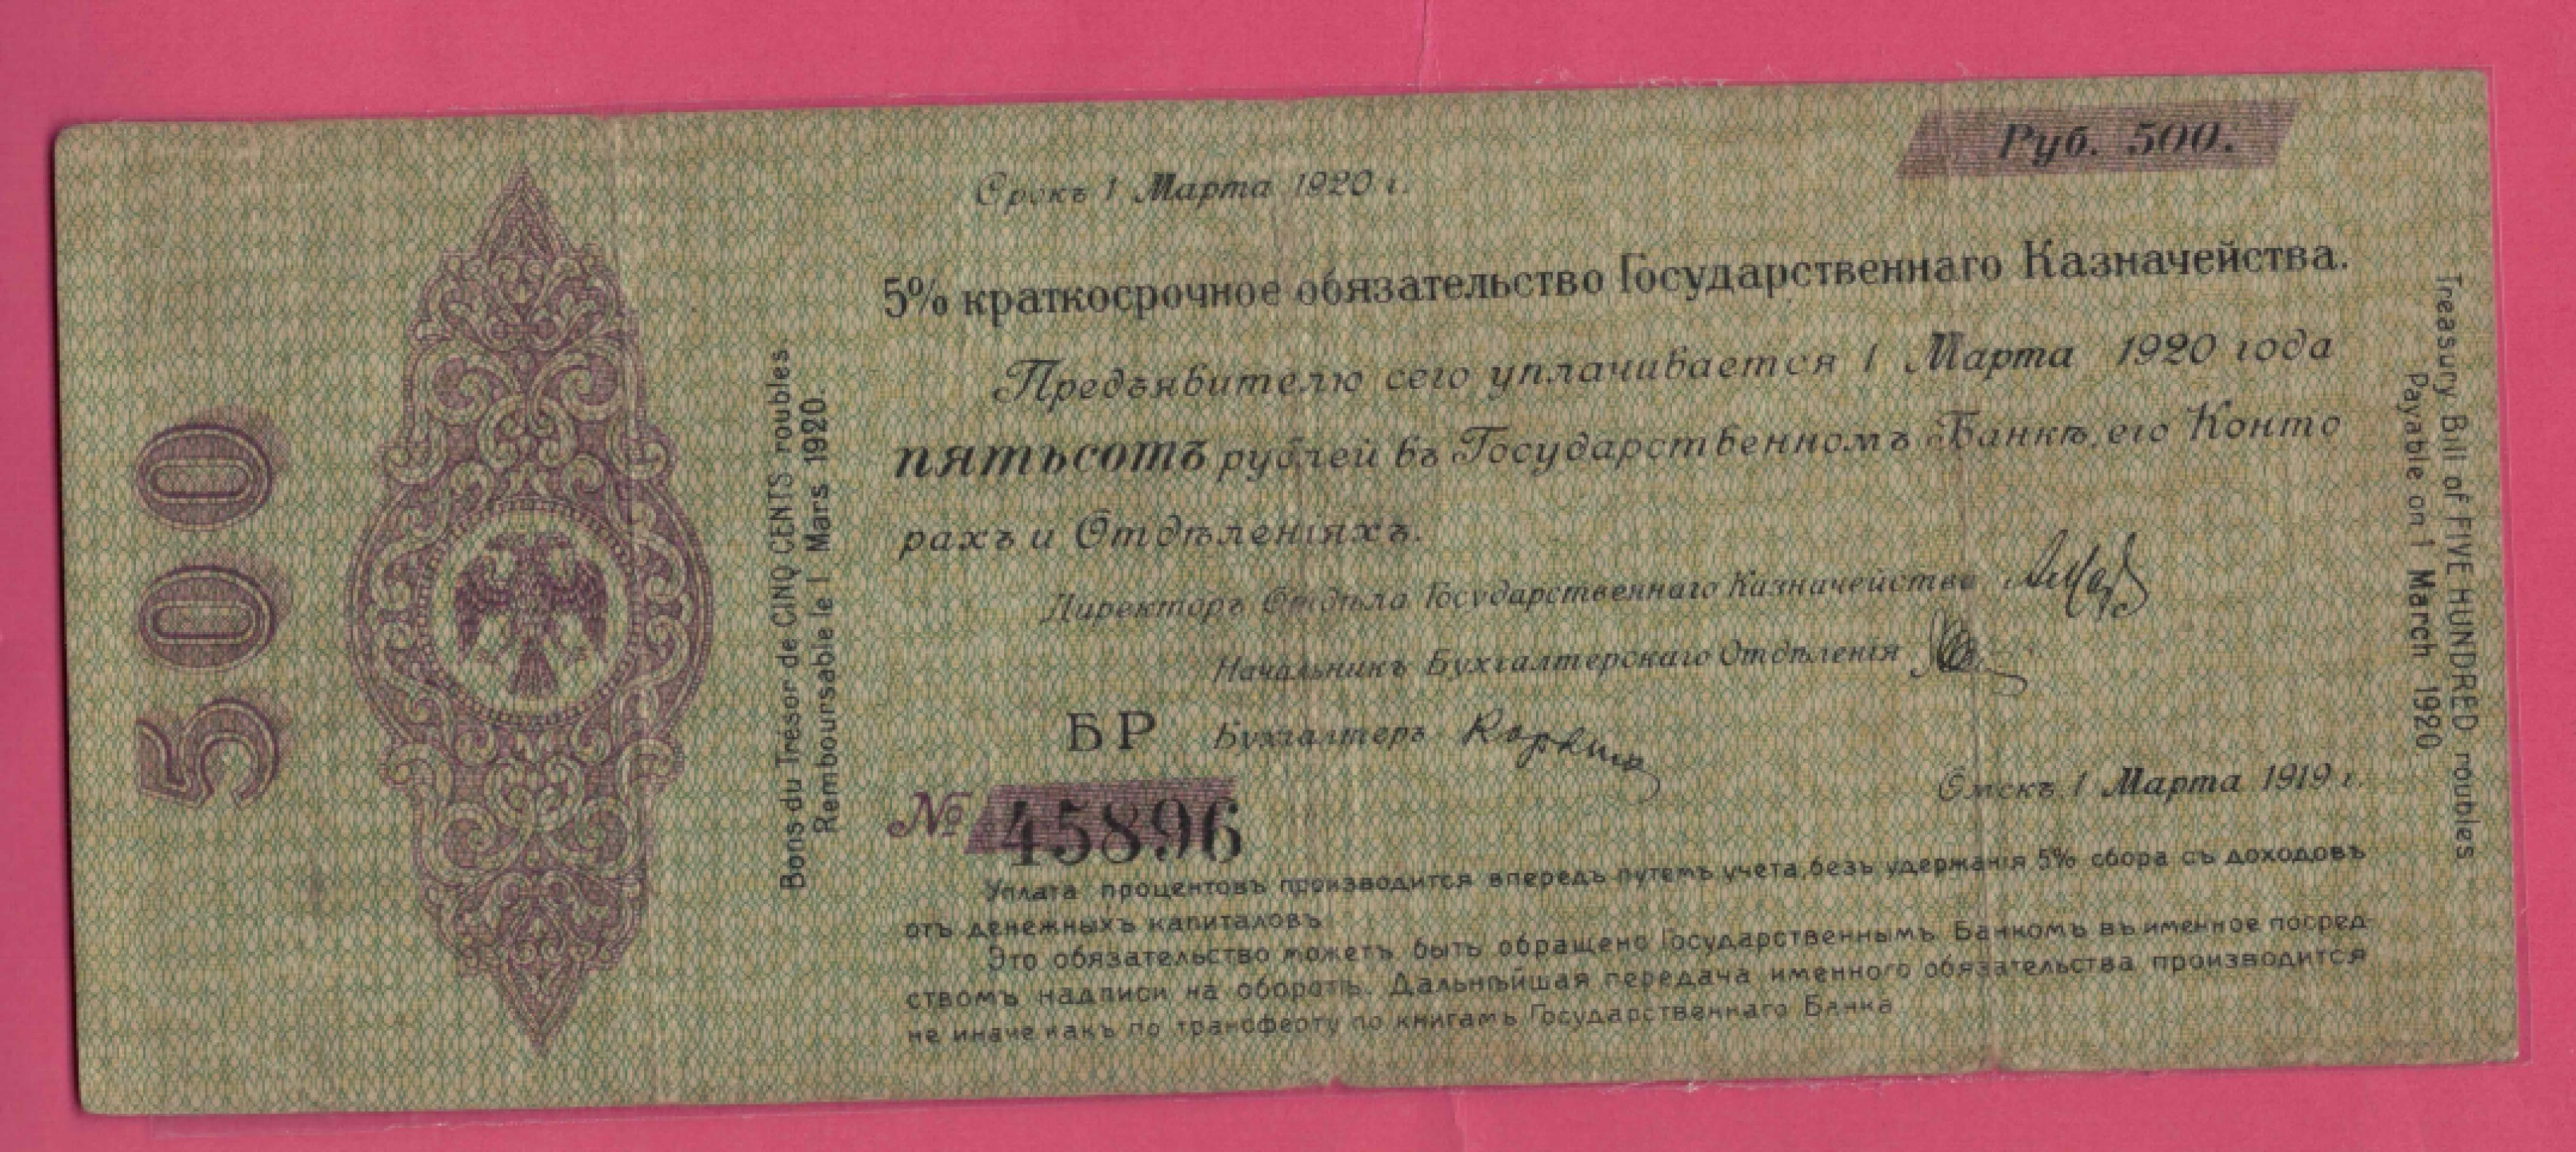 Руб. 500.
Срокъ 1 Марта 1920 г.
5% краткосрочное обязательство Государственнаго Казначейства.
Предъявителю сего уплачивается 1 Марта 1920 года
пятьсотъ рублей въ Государственномъ Банкѣ, его Конто
рахъ и Отдѣленіяхъ.
Директоръ Отдѣла Государственнаго Казначейства
Начальникъ Бухгалтерскаго Отдѣленія
БР Бухгалтеръ
№ 45896
Омскъ, 1 Марта 1919 г.
Уплата процентовъ производится впередъ путемъ учета, безъ удержанія 5% сбора съ доходовъ
отъ денежныхъ капиталовъ.
Это обязательство можетъ быть обращено Государственнымъ Банкомъ въ именное посред-
ствомъ надписи на оборотѣ. Дальнѣйшая передача именного обязательства производится
не иначе какъ по трансферту по книгамъ Государственнаго Банка
500
Bons du Trésor de CINQ CENTS roubles.
Remboursable le 1 Mars 1920.
Treasury Bill of FIVE HUNDRED roubles
Payable on 1 March 1920